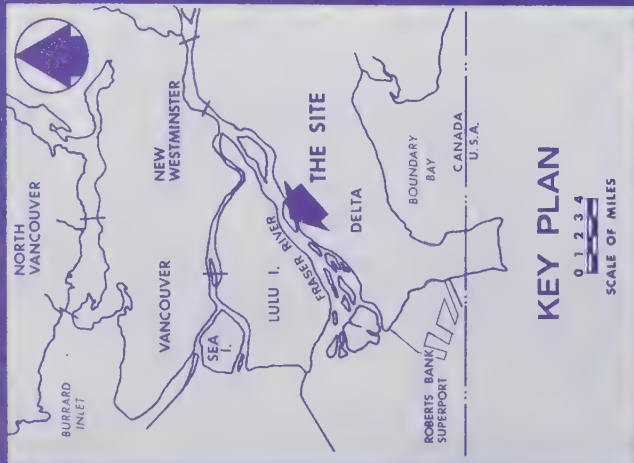 NORTH
VANCOUVER
BURRARD
INLET
VANCOUVER
NEW
WESTMINSTER
SEA
I.
LULU I.
FRASER RIVER
THE SITE
DELTA
BOUNDARY
BAY
CANADA
U.S.A.
ROBERTS BANK
SUPERPORT
KEY PLAN
0 1 2 3 4
SCALE OF MILES